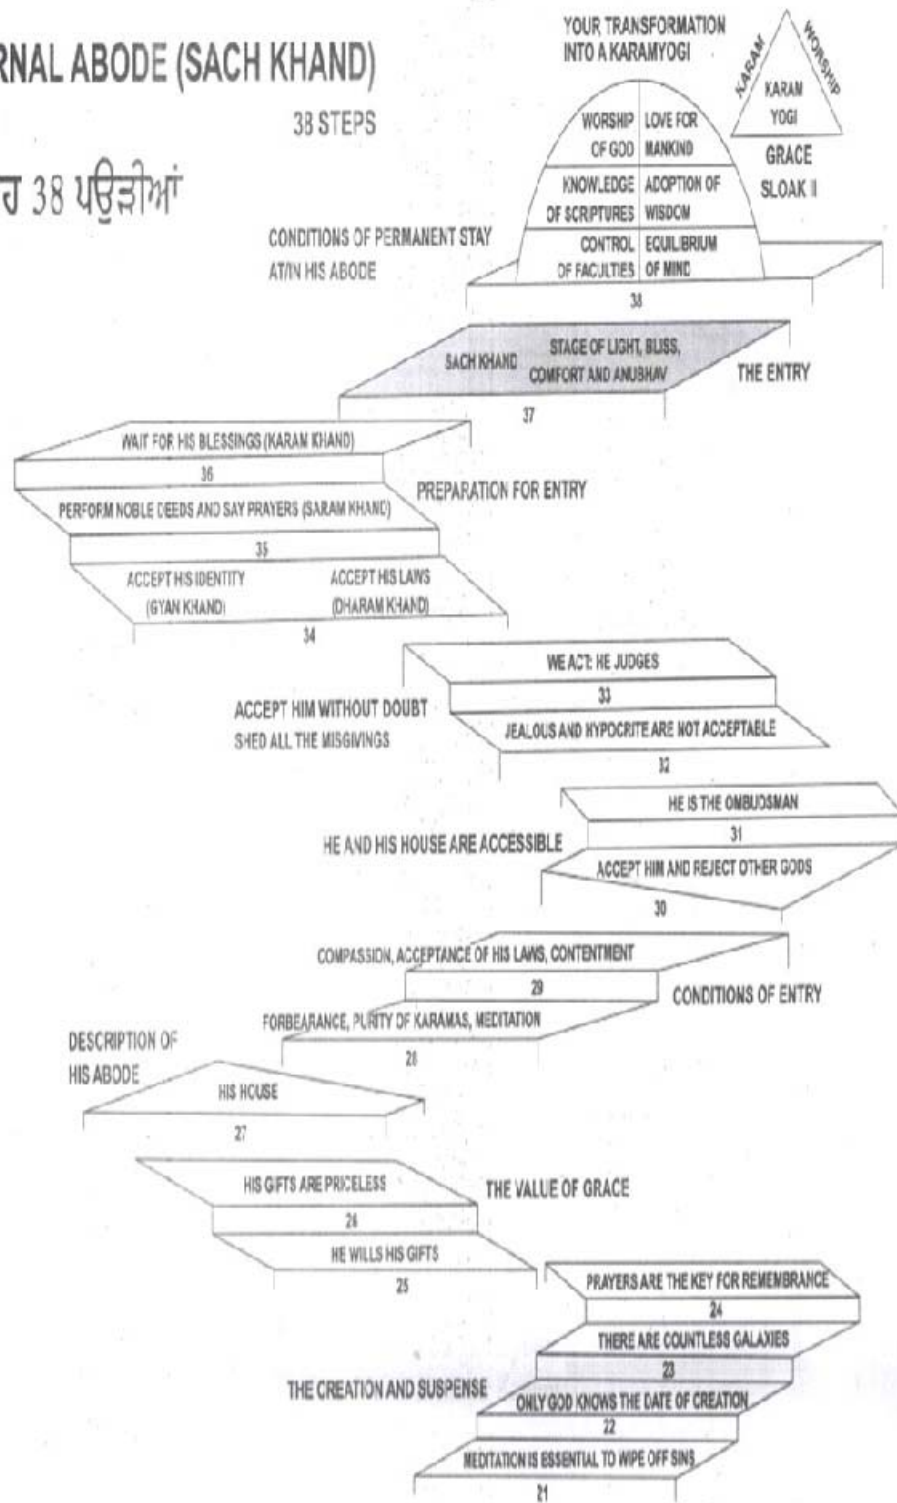 RNAL ABODE (SACH KHAND)
38 STEPS
ਹ 38 ਪਉੜੀਆਂ
YOUR TRANSFORMATION
INTO A KARAMYOGI
KARAM
WORSHIP
KARAM
YOGI
GRACE
SLOAK II
WORSHIP OF GOD
LOVE FOR MANKIND
KNOWLEDGE OF SCRIPTURES
ADOPTION OF WISDOM
CONTROL OF FACULTIES
EQUILIBRIUM OF MIND
CONDITIONS OF PERMANENT STAY
AT/IN HIS ABODE
38
SACH KHAND
STAGE OF LIGHT, BLISS,
COMFORT AND ANUBHAV
THE ENTRY
37
WAIT FOR HIS BLESSINGS (KARAM KHAND)
36
PREPARATION FOR ENTRY
PERFORM NOBLE DEEDS AND SAY PRAYERS (SARAM KHAND)
35
ACCEPT HIS IDENTITY
(GYAN KHAND)
ACCEPT HIS LAWS
(DHARAM KHAND)
34
WE ACT: HE JUDGES
33
ACCEPT HIM WITHOUT DOUBT
SHED ALL THE MISGIVINGS
JEALOUS AND HYPOCRITE ARE NOT ACCEPTABLE
32
HE IS THE OMBUDSMAN
31
HE AND HIS HOUSE ARE ACCESSIBLE
ACCEPT HIM AND REJECT OTHER GODS
30
COMPASSION, ACCEPTANCE OF HIS LAWS, CONTENTMENT
29
CONDITIONS OF ENTRY
FORBEARANCE, PURITY OF KARAMAS, MEDITATION
28
DESCRIPTION OF
HIS ABODE
HIS HOUSE
27
HIS GIFTS ARE PRICELESS
THE VALUE OF GRACE
26
HE WILLS HIS GIFTS
25
PRAYERS ARE THE KEY FOR REMEMBRANCE
24
THERE ARE COUNTLESS GALAXIES
23
THE CREATION AND SUSPENSE
ONLY GOD KNOWS THE DATE OF CREATION
22
MEDITATION IS ESSENTIAL TO WIPE OFF SINS
21